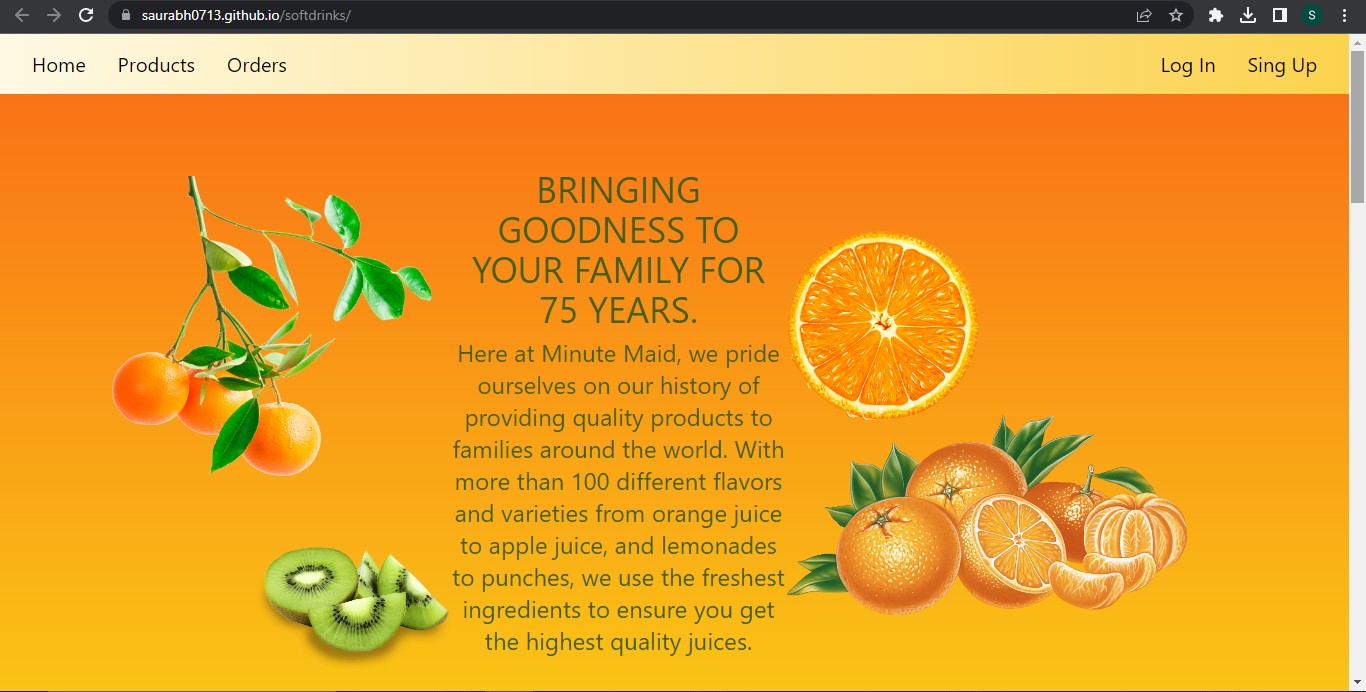 saurabh0713.github.io/softdrinks/
S
Home Products Orders Log In Sing Up
BRINGING
GOODNESS TO
YOUR FAMILY FOR
75 YEARS.
Here at Minute Maid, we pride
ourselves on our history of
providing quality products to
families around the world. With
more than 100 different flavors
and varieties from orange juice
to apple juice, and lemonades
to punches, we use the freshest
ingredients to ensure you get
the highest quality juices.